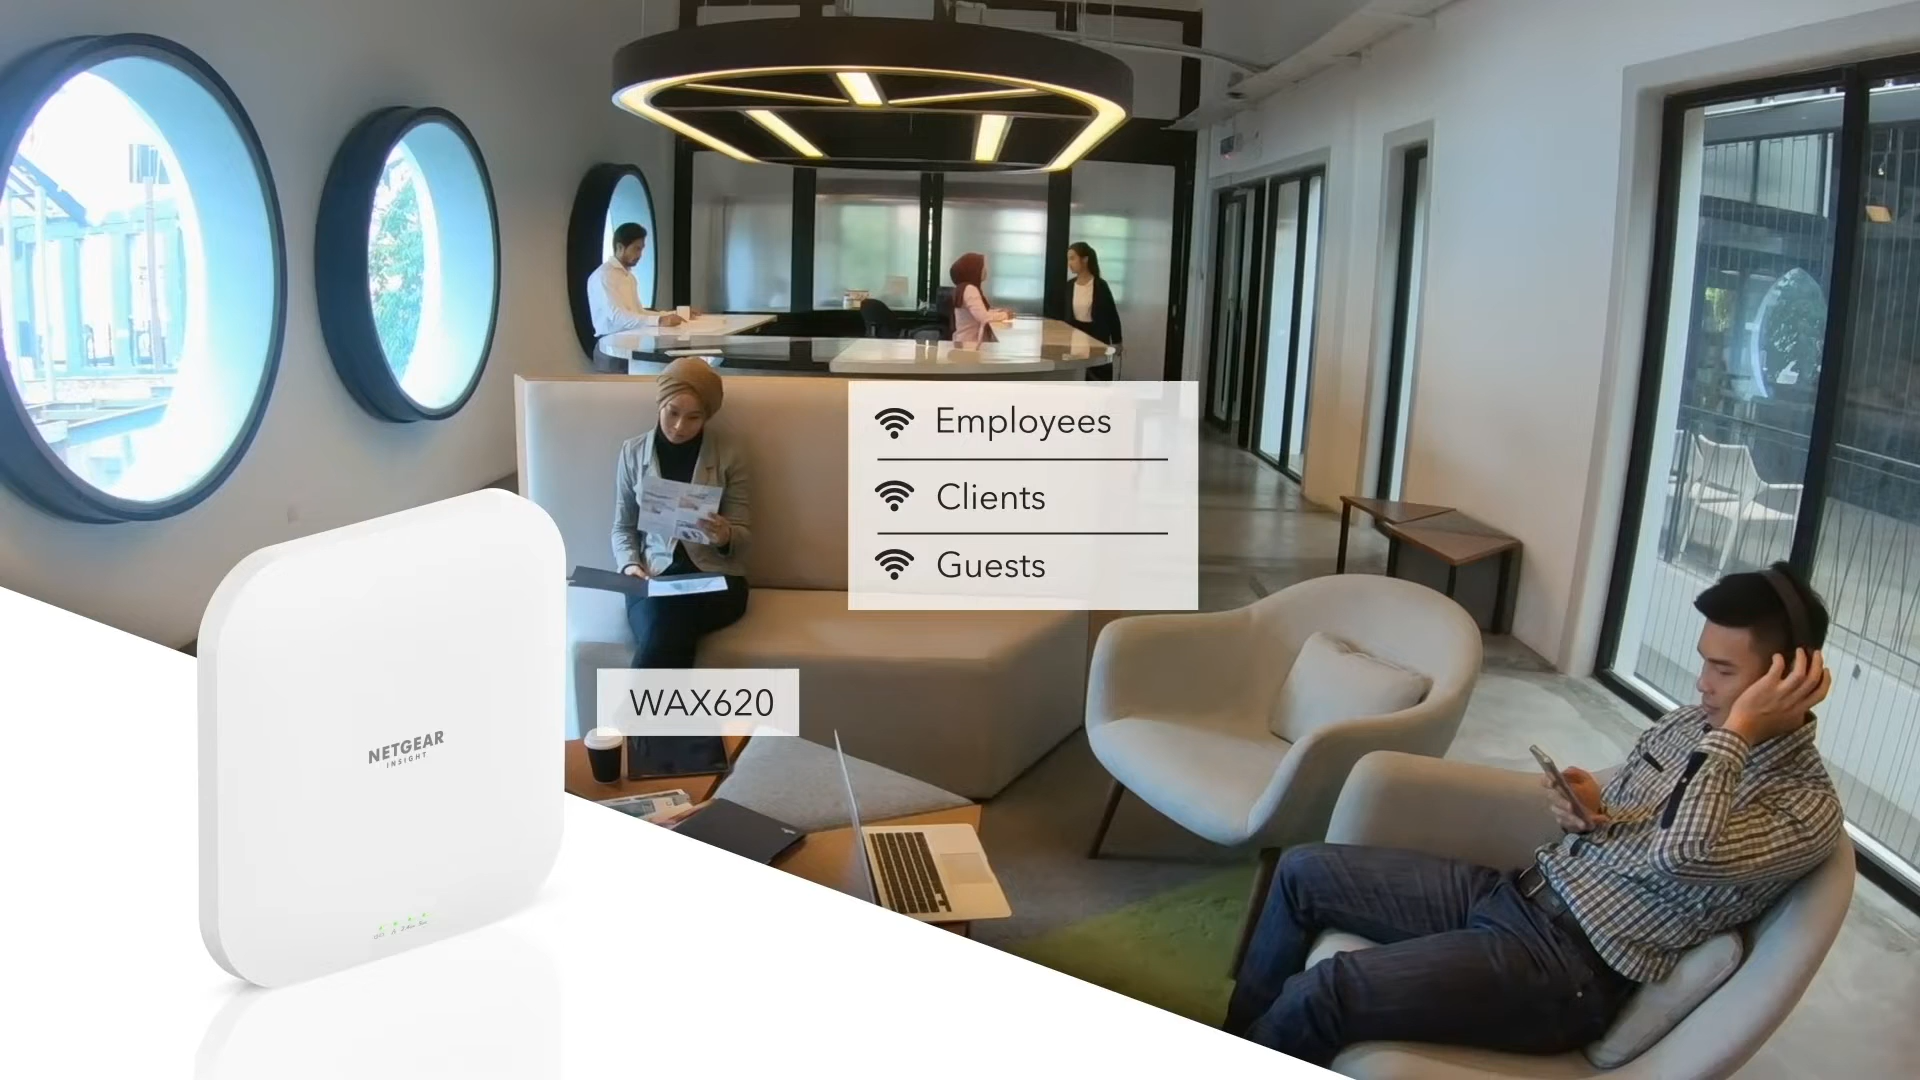 Employees
Clients
Guests
WAX620
NETGEAR
INSIGHT